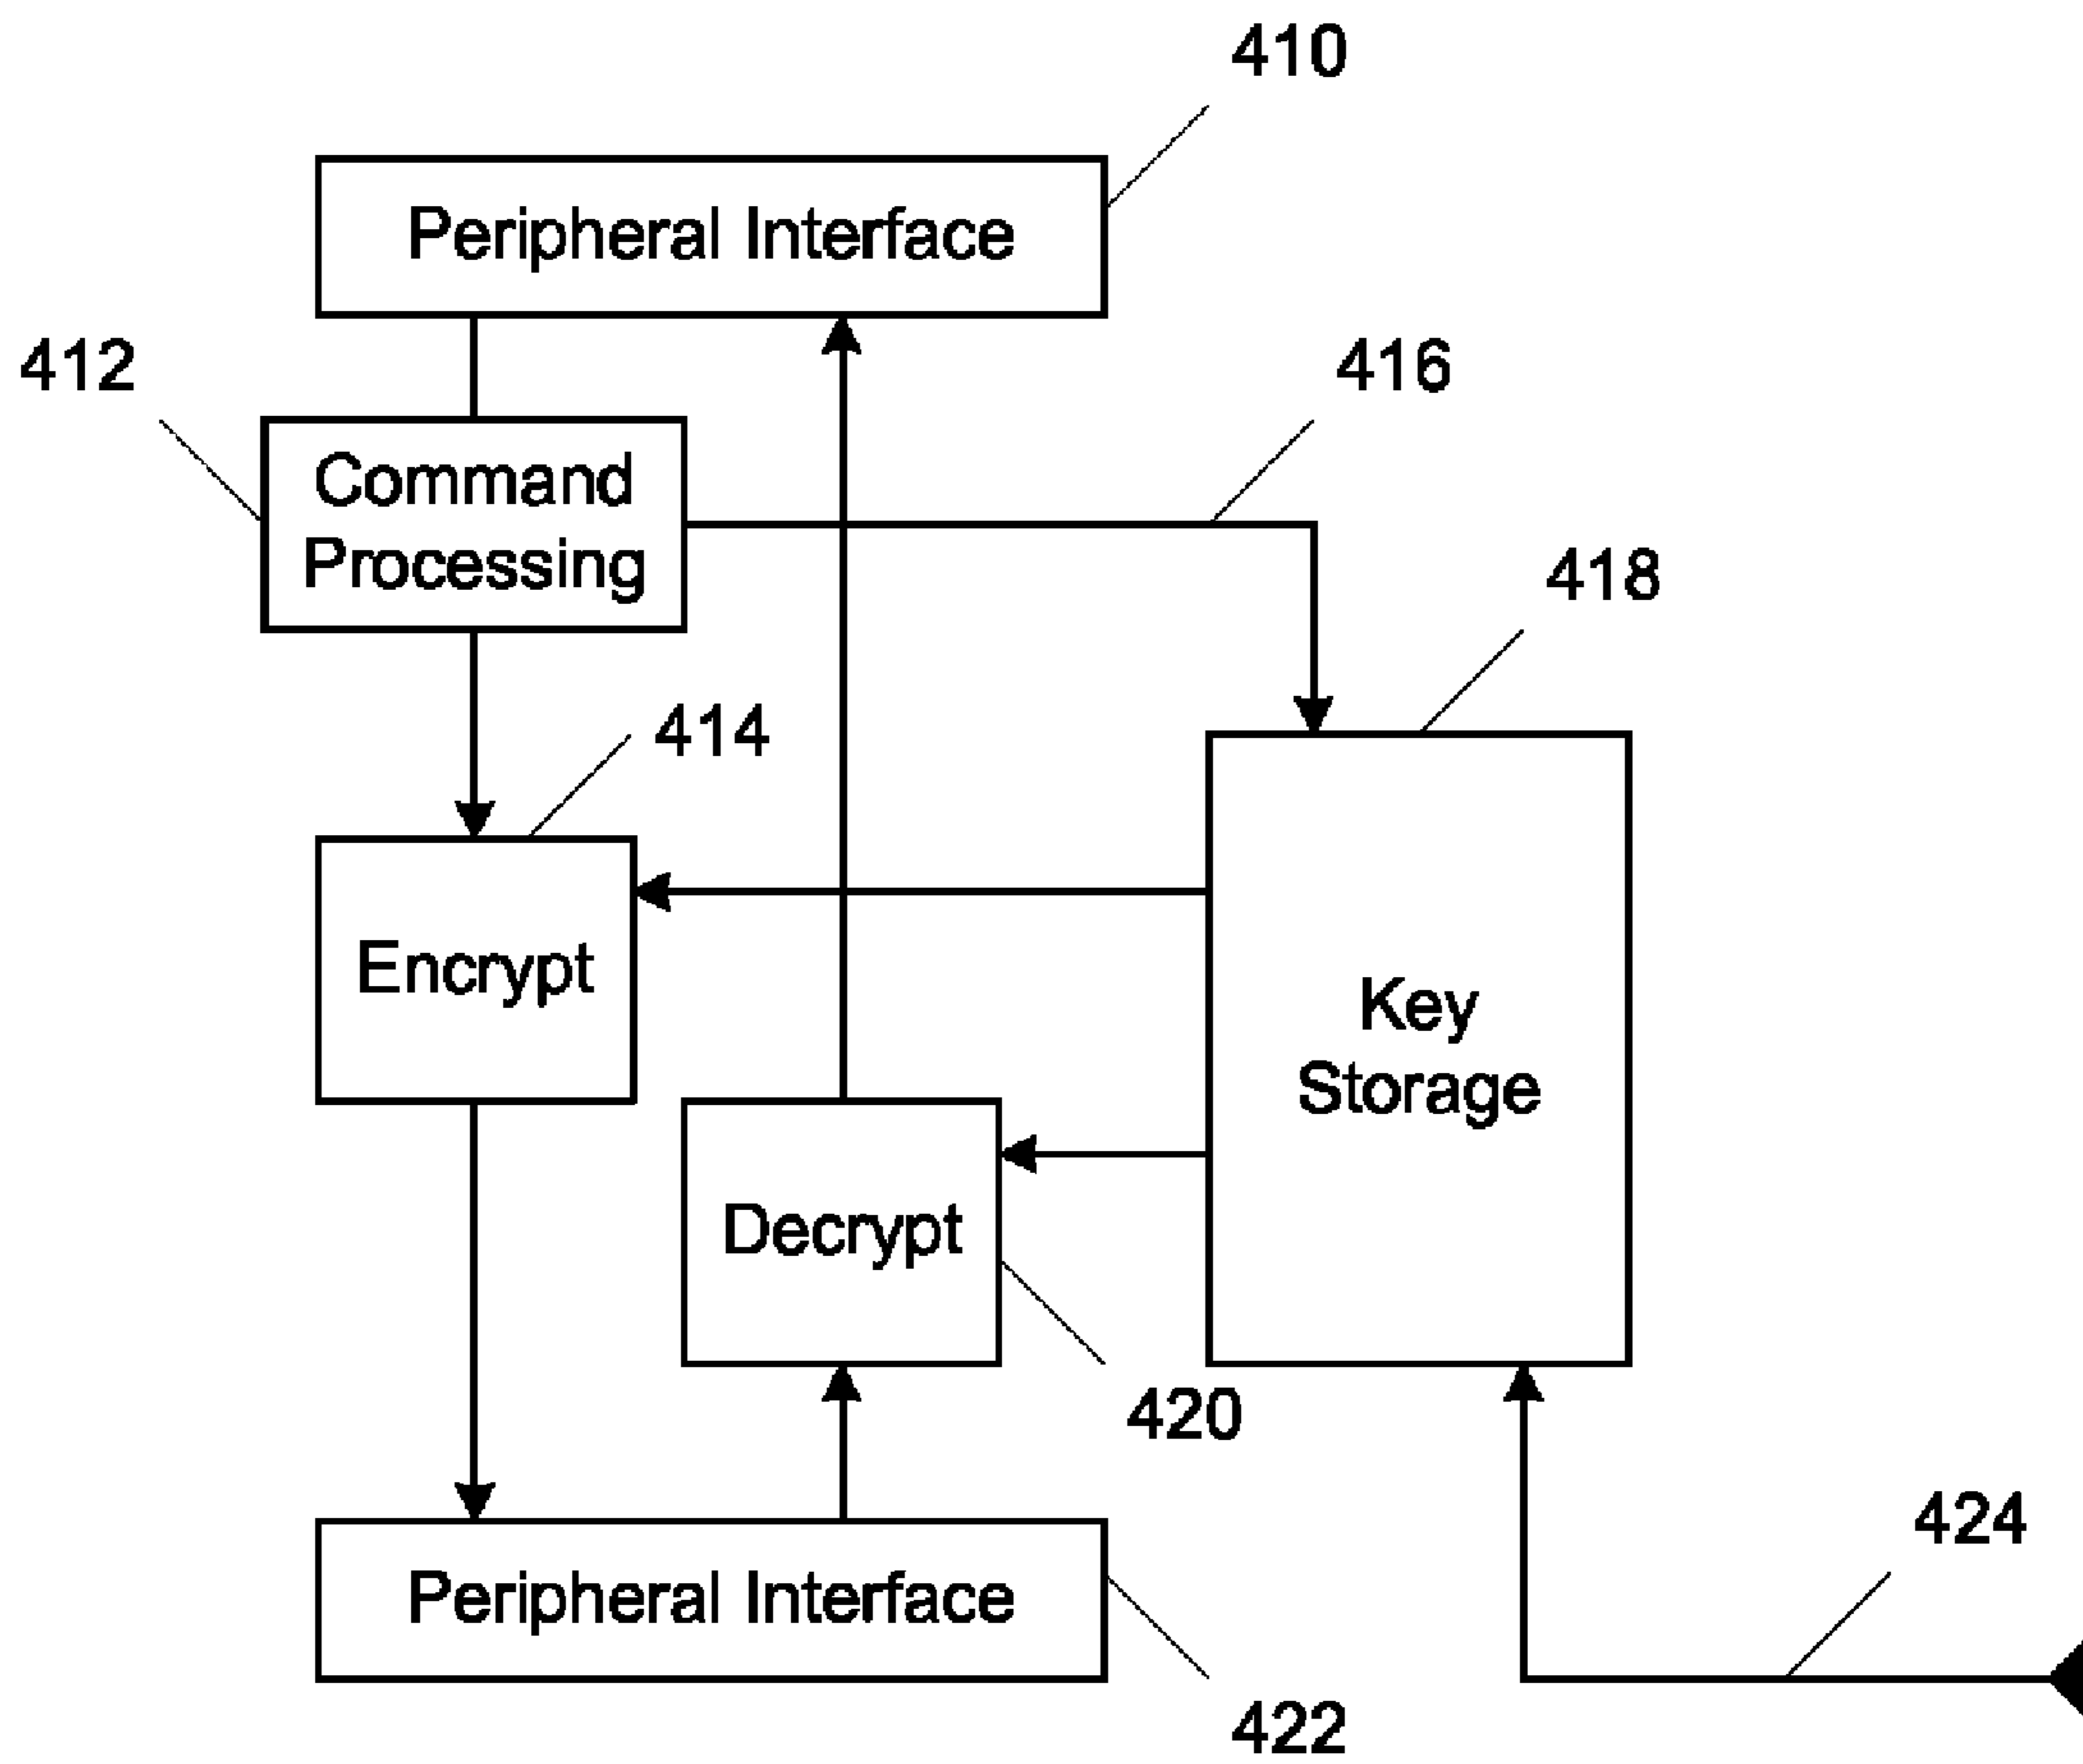 410
Peripheral Interface
412
416
Command
Processing
418
414
Encrypt
Key
Storage
Decrypt
420
424
Peripheral Interface
422